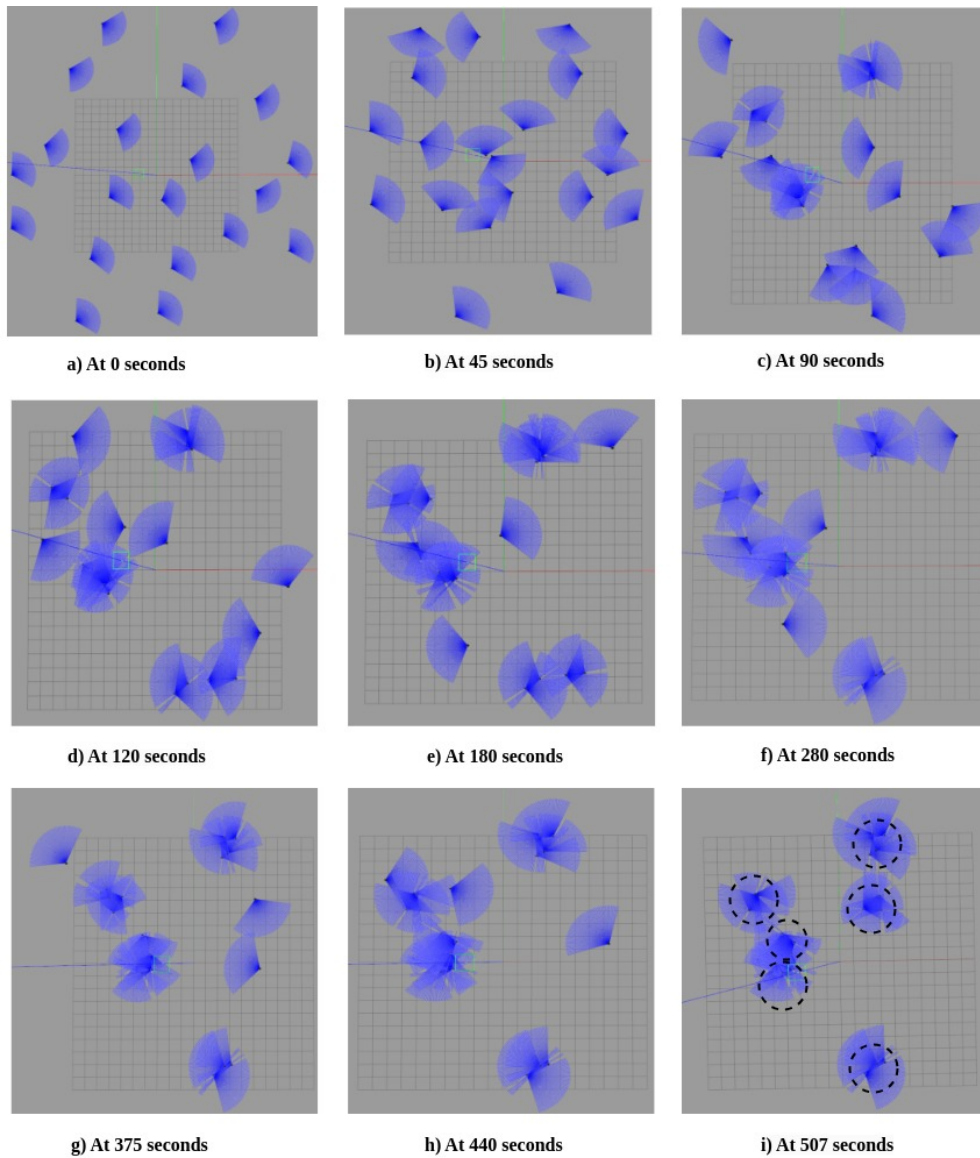 a) At 0 seconds
b) At 45 seconds
c) At 90 seconds
d) At 120 seconds
e) At 180 seconds
f) At 280 seconds
g) At 375 seconds
h) At 440 seconds
i) At 507 seconds